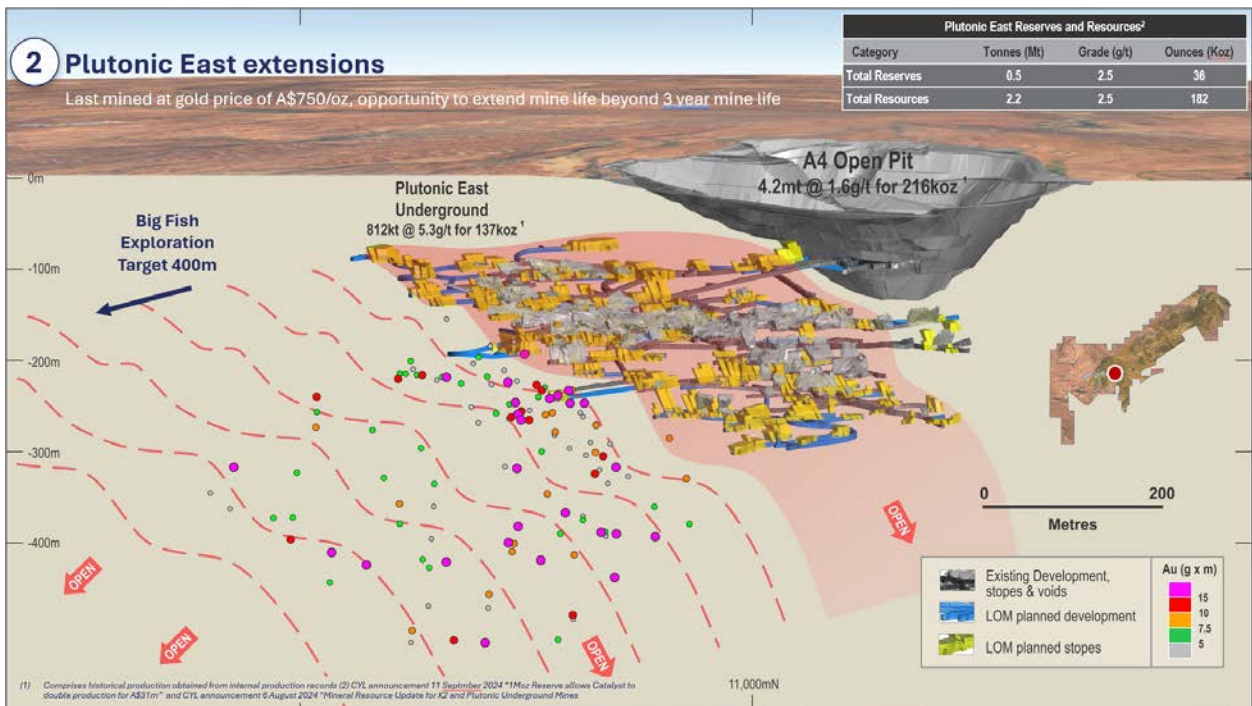 2 Plutonic East extensions
Last mined at gold price of A$750/oz, opportunity to extend mine life beyond 3 year mine life
Plutonic East Reserves and Resources²
Category Tonnes (Mt) Grade (g/t) Ounces (Koz)
Total Reserves 0.5 2.5 36
Total Resources 2.2 2.5 182
A4 Open Pit
4.2mt @ 1.6g/t for 216koz ¹
0m
Plutonic East
Underground
812kt @ 5.3g/t for 137koz ¹
Big Fish
Exploration
Target 400m
-100m
-200m
-300m
-400m
0 200
Metres
OPEN
OPEN
OPEN
OPEN
Existing Development,
stopes & voids
LOM planned development
LOM planned stopes
Au (g x m)
15
10
7.5
5
11,000mN
(1) Comprises historical production obtained from internal production records (2) CYL announcement 11 Septmber 2024 "1Moz Reserve allows Catalyst to
double production for A$31m" and CYL announcement 6 August 2024 "Mineral Resource Update for K2 and Plutonic Underground Mines